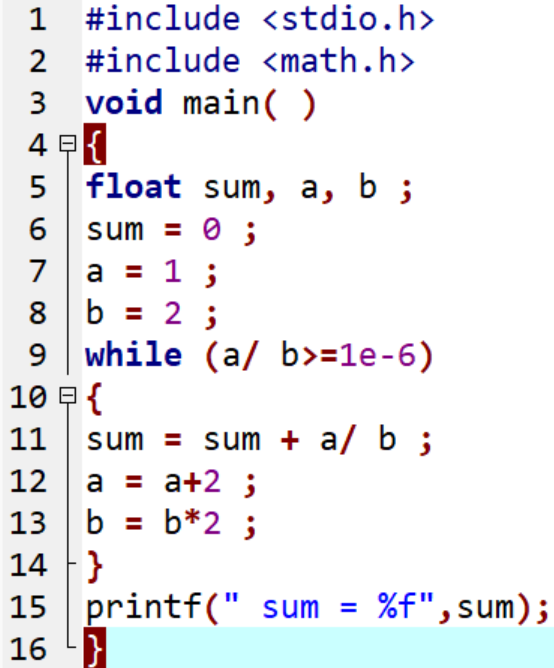 1 #include <stdio.h>
2 #include <math.h>
3 void main( )
4 {
5 float sum, a, b ;
6 sum = 0 ;
7 a = 1 ;
8 b = 2 ;
9 while (a/ b>=1e-6)
10 {
11 sum = sum + a/ b ;
12 a = a+2 ;
13 b = b*2 ;
14 }
15 printf(" sum = %f",sum);
16 }